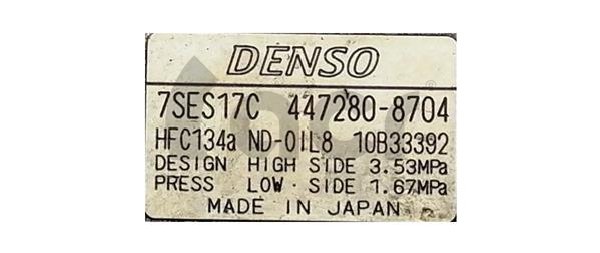 DENSO
7SES17C 447280-8704
HFC134a ND-OIL8 10B33392
DESIGN HIGH SIDE 3.53MPa
PRESS LOW SIDE 1.67MPa
MADE IN JAPAN